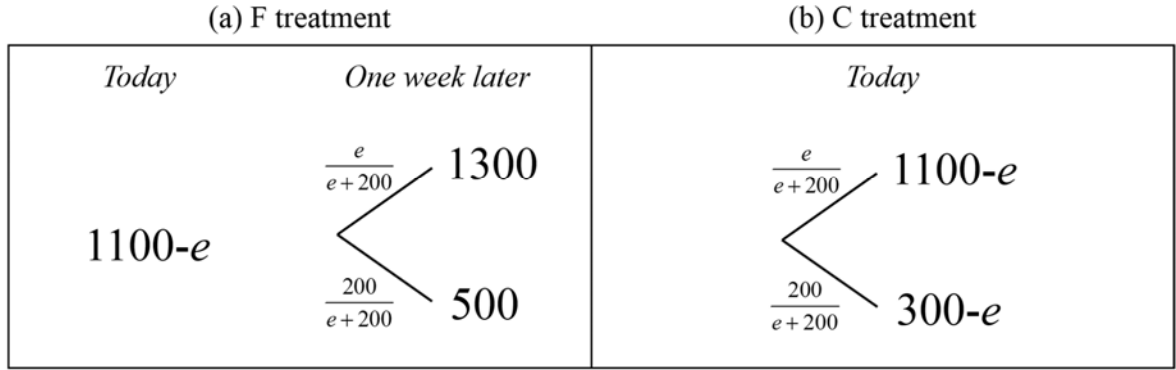 (a) F treatment
(b) C treatment
Today
One week later
Today
e/(e+200)
1300
1100-e
200/(e+200)
500
e/(e+200)
1100-e
200/(e+200)
300-e